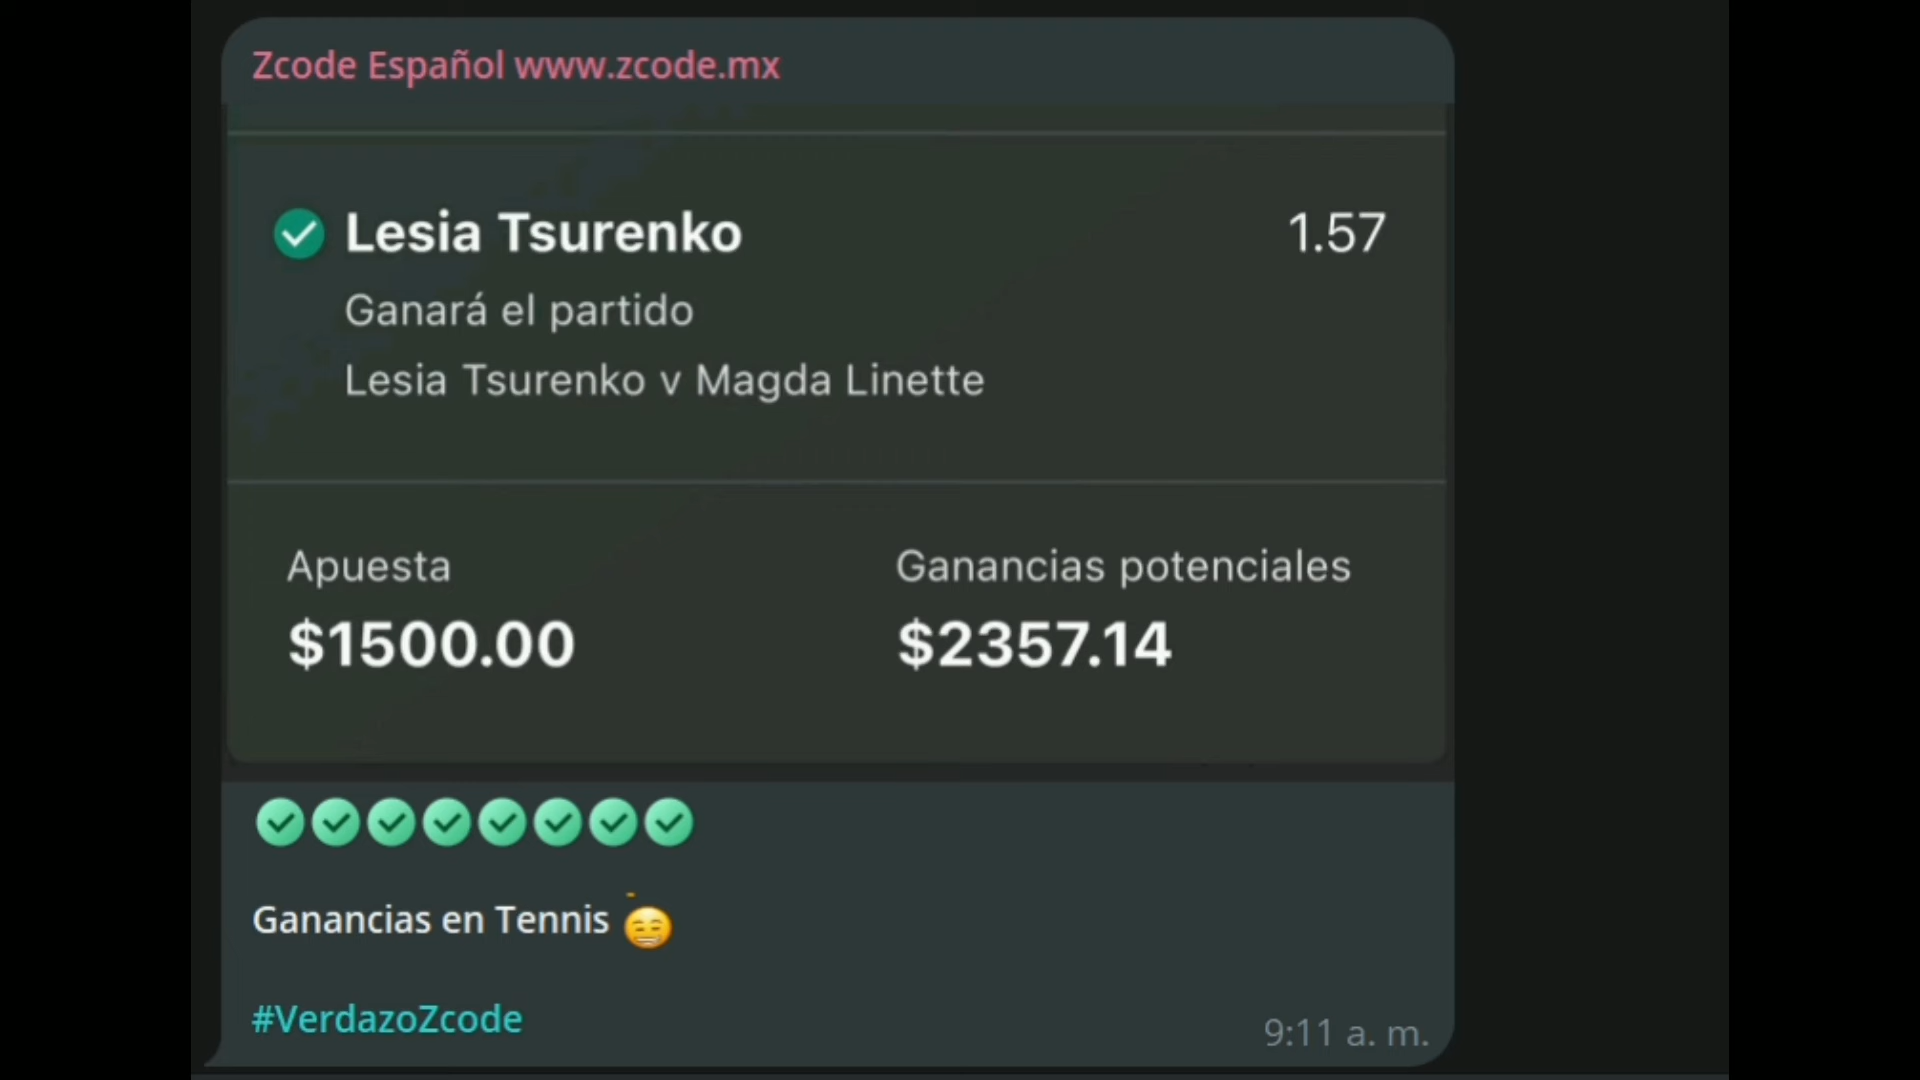 Zcode Español www.zcode.mx
Lesia Tsurenko 1.57
Ganará el partido
Lesia Tsurenko v Magda Linette
Apuesta Ganancias potenciales
$1500.00 $2357.14
Ganancias en Tennis
#VerdazoZcode
9:11 a. m.